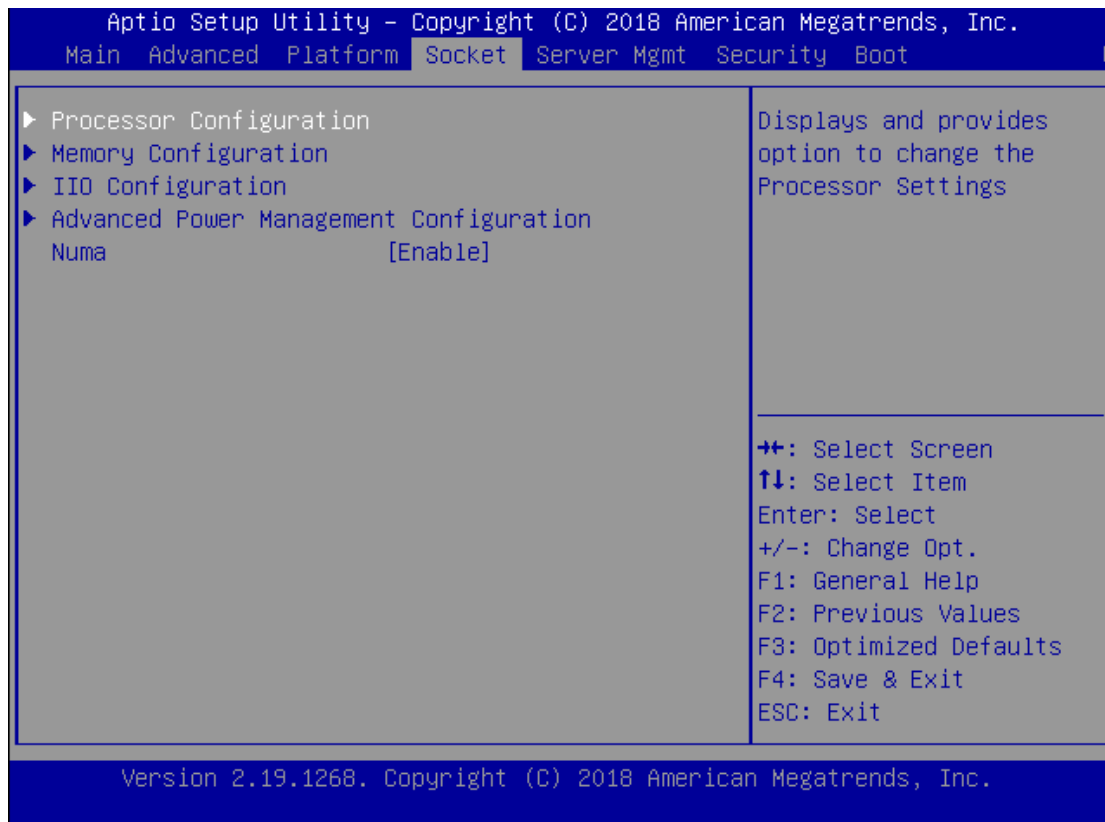 Aptio Setup Utility – Copyright (C) 2018 American Megatrends, Inc.
Main Advanced Platform Socket Server Mgmt Security Boot
Processor Configuration
Memory Configuration
IIO Configuration
Advanced Power Management Configuration
Numa [Enable]
Displays and provides
option to change the
Processor Settings
→←: Select Screen
↑↓: Select Item
Enter: Select
+/-: Change Opt.
F1: General Help
F2: Previous Values
F3: Optimized Defaults
F4: Save & Exit
ESC: Exit
Version 2.19.1268. Copyright (C) 2018 American Megatrends, Inc.